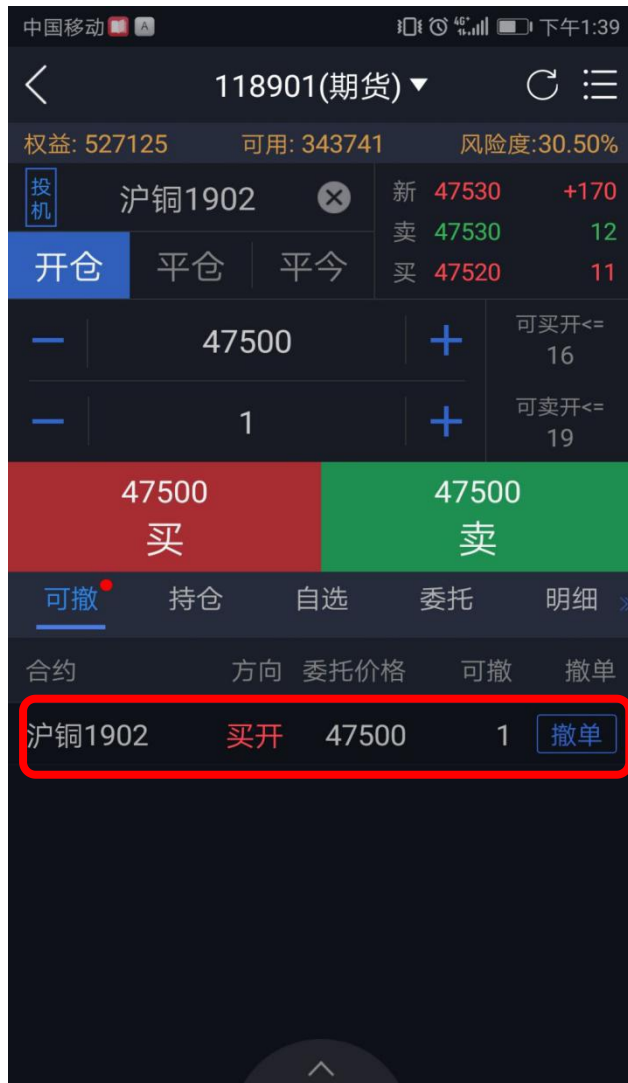 中国移动 A 46+ 下午1:39
118901(期货)▼
权益: 527125 可用: 343741 风险度:30.50%
投机 沪铜1902 新 47530 +170
卖 47530 12
开仓 平仓 平今 买 47520 11
47500 可买开<= 16
1 可卖开<= 19
47500 47500
买 卖
可撤 持仓 自选 委托 明细
合约 方向 委托价格 可撤 撤单
沪铜1902 买开 47500 1 撤单